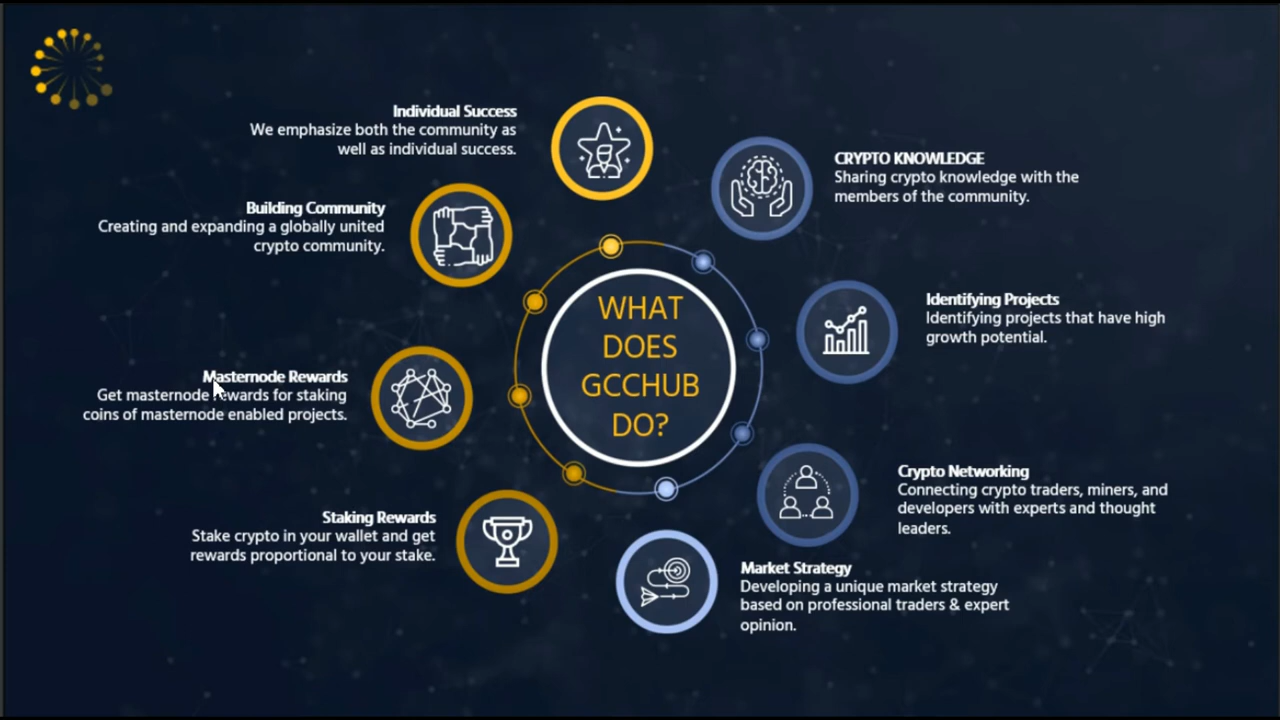 Individual Success
We emphasize both the community as
well as individual success.
CRYPTO KNOWLEDGE
Sharing crypto knowledge with the
members of the community.
Building Community
Creating and expanding a globally united
crypto community.
Identifying Projects
Identifying projects that have high
growth potential.
WHAT
DOES
GCCHUB
DO?
Masternode Rewards
Get masternode rewards for staking
coins of masternode enabled projects.
Crypto Networking
Connecting crypto traders, miners, and
developers with experts and thought
leaders.
Staking Rewards
Stake crypto in your wallet and get
rewards proportional to your stake.
Market Strategy
Developing a unique market strategy
based on professional traders & expert
opinion.